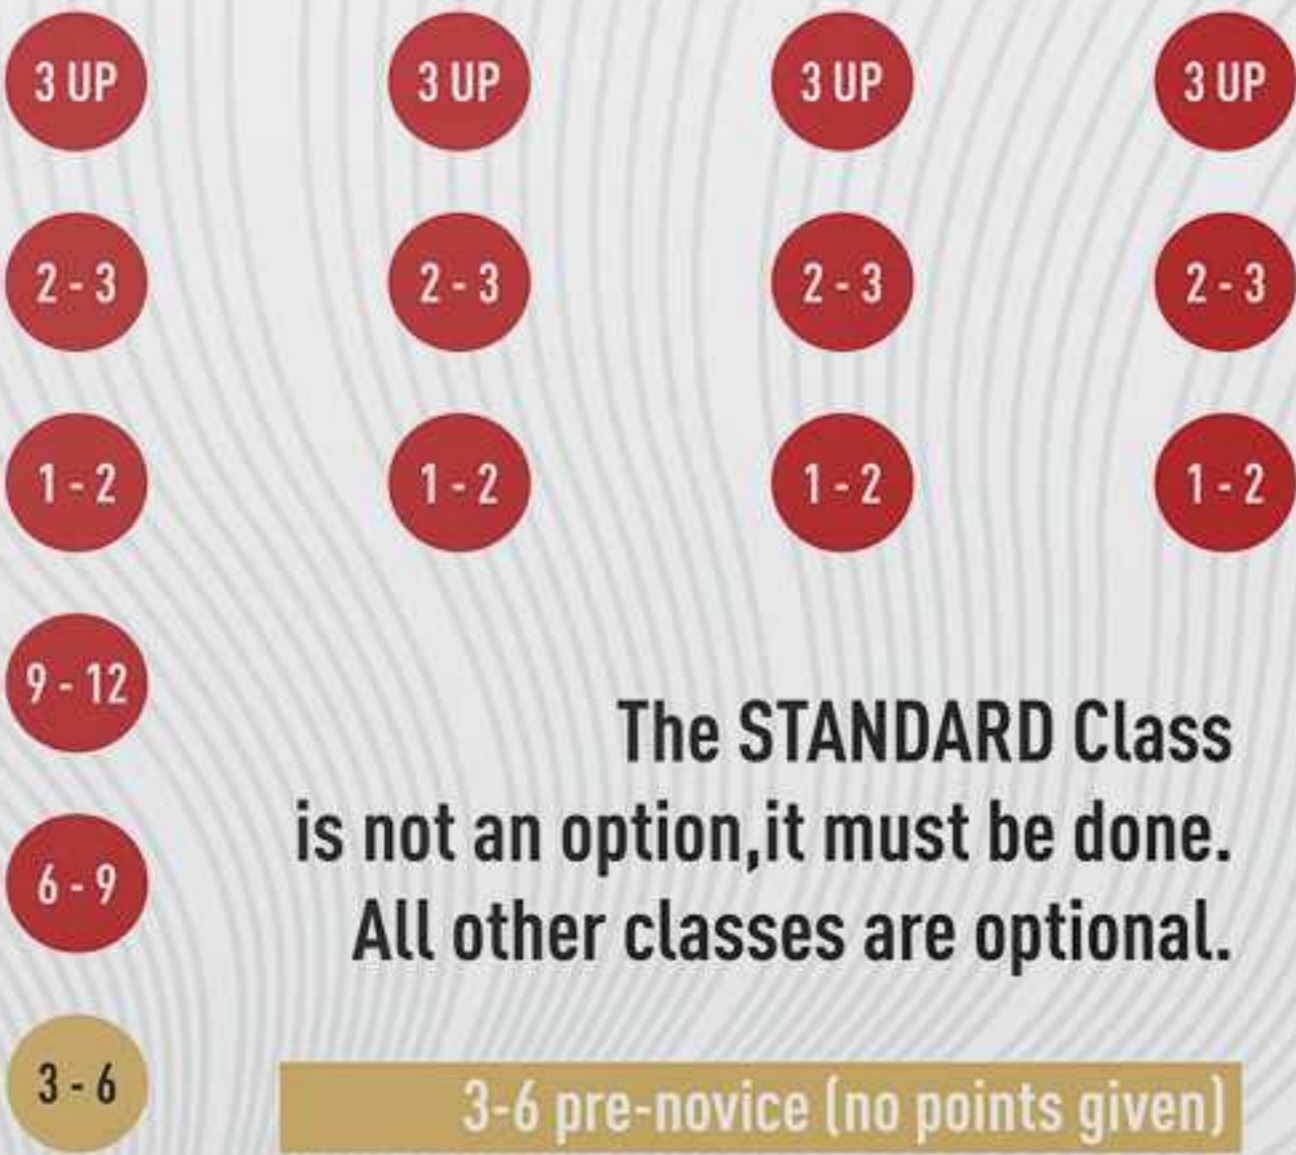 3 UP 3 UP 3 UP 3 UP
2 - 3 2 - 3 2 - 3 2 - 3
1 - 2 1 - 2 1 - 2 1 - 2
9 - 12
The STANDARD Class
is not an option,it must be done.
6 - 9
All other classes are optional.
3 - 6
3-6 pre-novice (no points given)